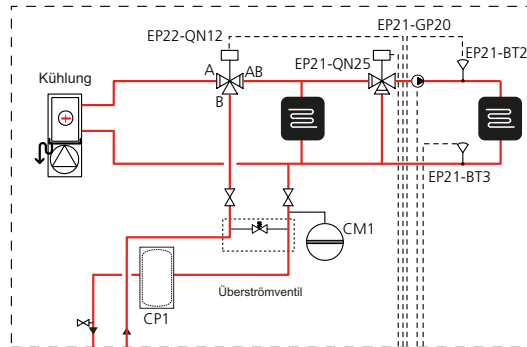 EP22-QN12
EP21-GP20
EP21-QN25
EP21-BT2
A
AB
B
Kühlung
EP21-BT3
CM1
Überströmventil
CP1